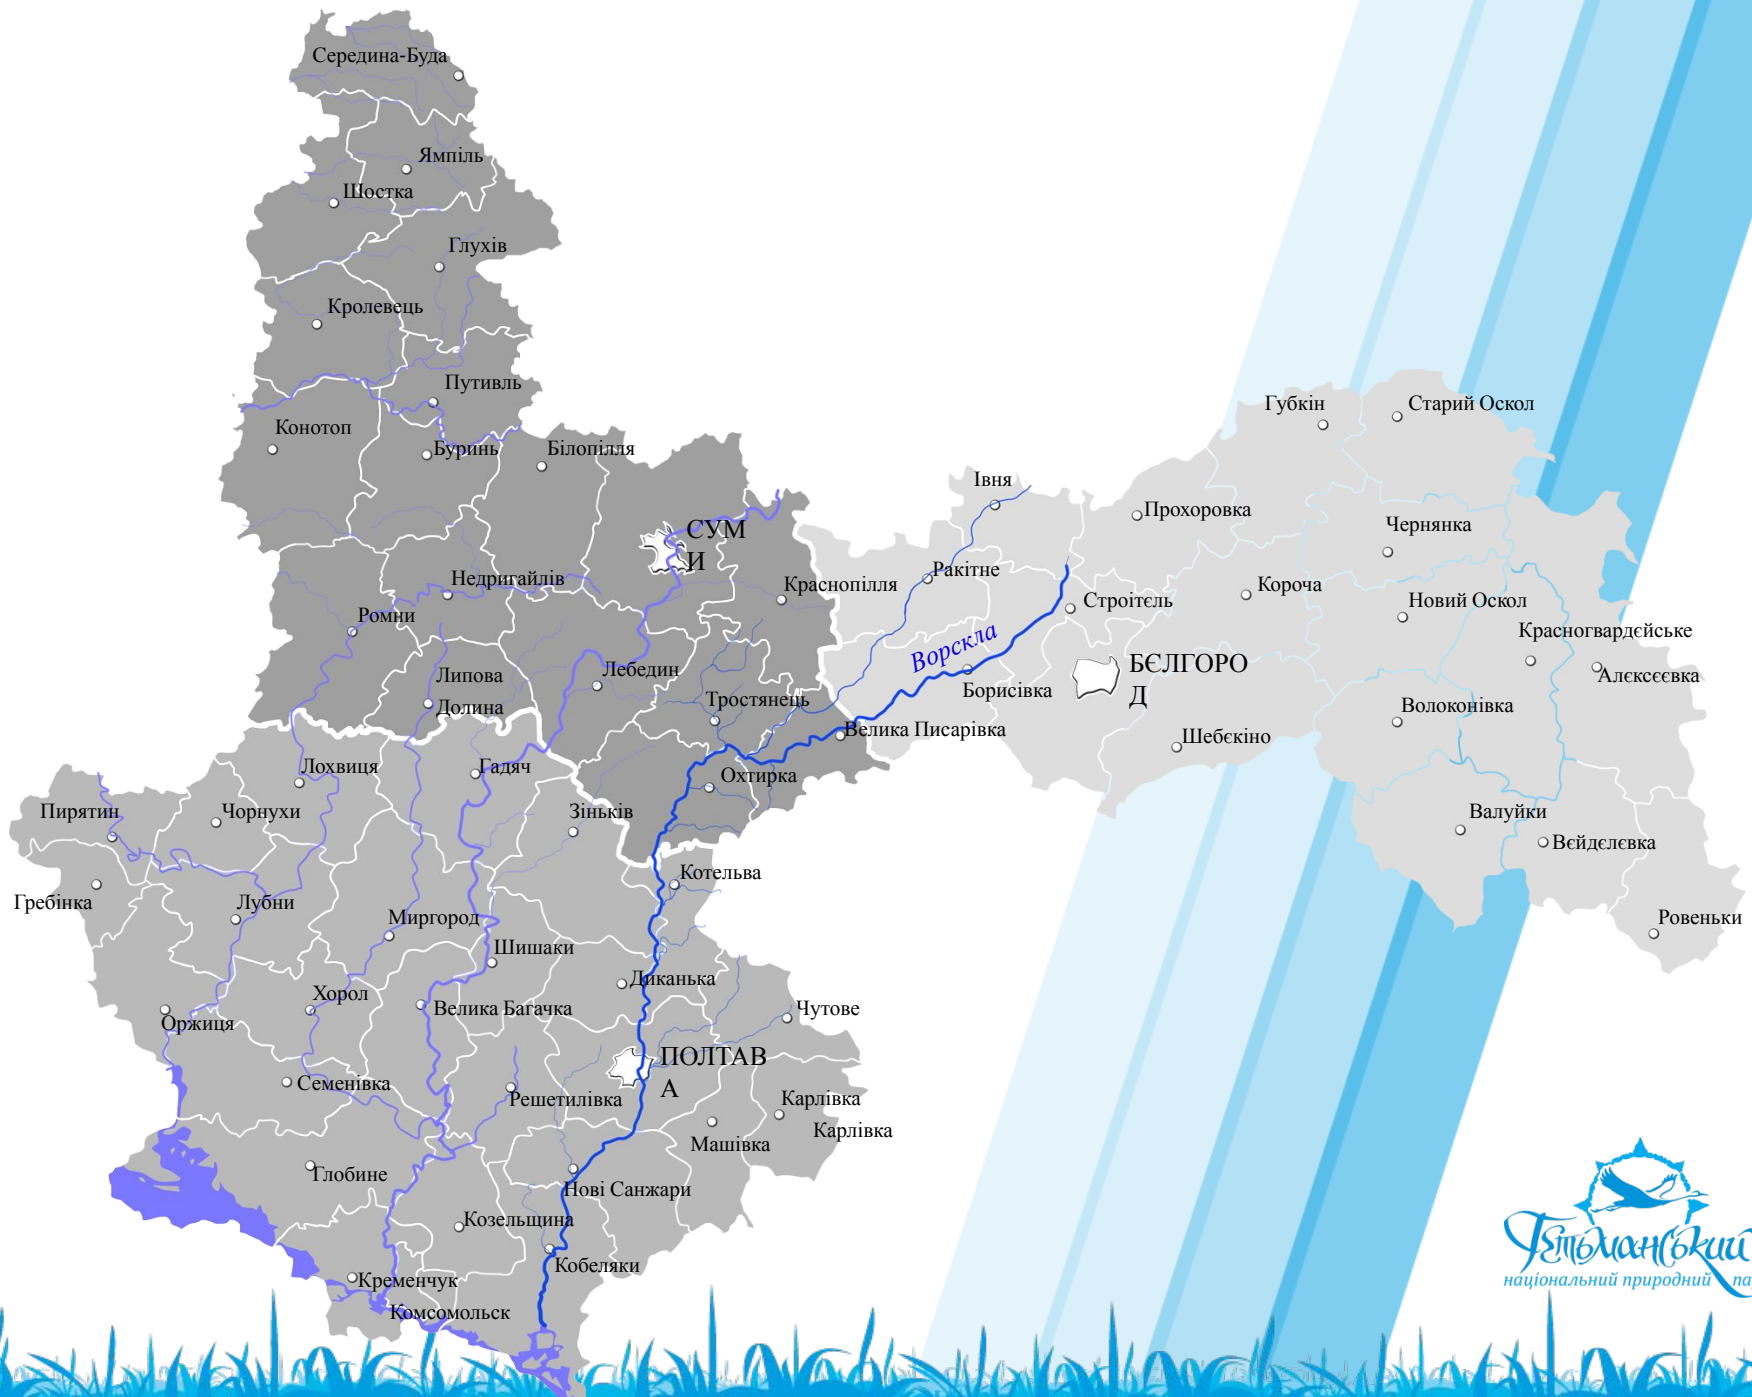 Середина-Буда
Ямпіль
Шостка
Глухів
Кролевець
Путивль
Конотоп
Буринь
Білопілля
СУМ
И
Недригайлів
Краснопілля
Ромни
Липова
Долина
Лебедин
Тростянець
Велика Писарівка
Охтирка
Губкін
Старий Оскол
Івня
Прохоровка
Чернянка
Ракітне
Короча
Строітєль
Новий Оскол
Ворскла
Красногвардєйське
БЄЛГОРО
Д
Алєксєєвка
Борисівка
Волоконівка
Шебєкіно
Валуйки
Вєйдєлєвка
Ровеньки
Лохвиця
Гадяч
Пирятин
Чорнухи
Зіньків
Котельва
Гребінка
Лубни
Миргород
Шишаки
Диканька
Хорол
Велика Багачка
Чутове
Оржиця
ПОЛТАВ
А
Семенівка
Решетилівка
Карлівка
Карлівка
Машівка
Глобине
Нові Санжари
Козельщина
Кобеляки
Кременчук
Комсомольск
Гетьманський
національний природний па